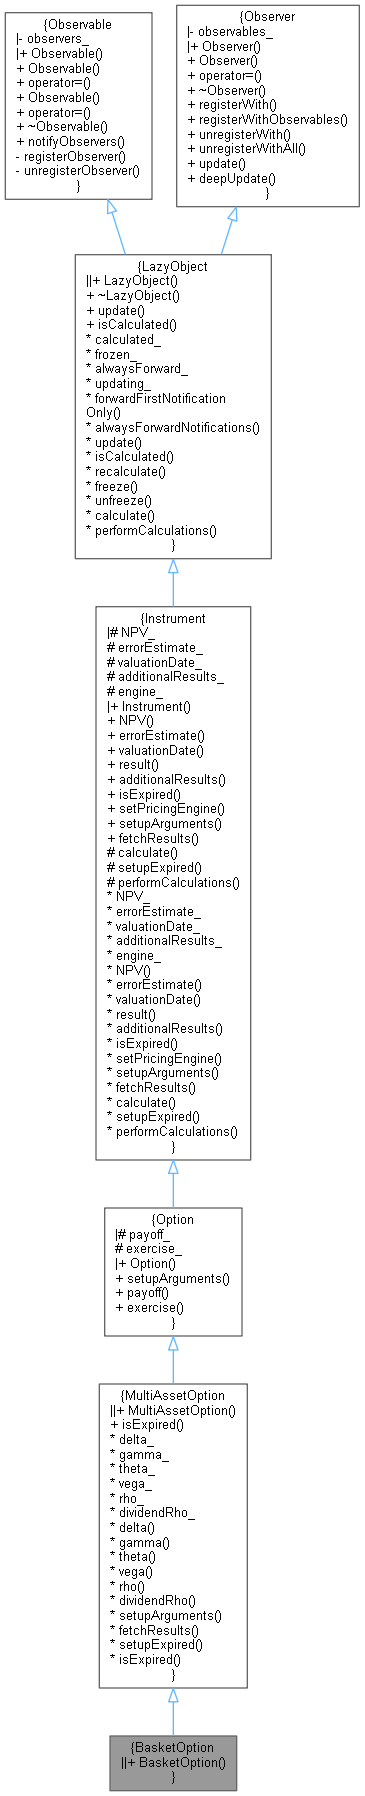 {Observable
|- observers_
|+ Observable()
+ Observable()
+ operator=()
+ Observable()
+ operator=()
+ ~Observable()
+ notifyObservers()
- registerObserver()
- unregisterObserver()
}
{Observer
|- observables_
|+ Observer()
+ Observer()
+ operator=()
+ ~Observer()
+ registerWith()
+ registerWithObservables()
+ unregisterWith()
+ unregisterWithAll()
+ update()
+ deepUpdate()
}
{LazyObject
||+ LazyObject()
+ ~LazyObject()
+ update()
+ isCalculated()
* calculated_
* frozen_
* alwaysForward_
* updating_
* forwardFirstNotification
Only()
* alwaysForwardNotifications()
* update()
* isCalculated()
* recalculate()
* freeze()
* unfreeze()
* calculate()
* performCalculations()
}
{Instrument
|# NPV_
# errorEstimate_
# valuationDate_
# additionalResults_
# engine_
|+ Instrument()
+ NPV()
+ errorEstimate()
+ valuationDate()
+ result()
+ additionalResults()
+ isExpired()
+ setPricingEngine()
+ setupArguments()
+ fetchResults()
# calculate()
# setupExpired()
# performCalculations()
* NPV_
* errorEstimate_
* valuationDate_
* additionalResults_
* engine_
* NPV()
* errorEstimate()
* valuationDate()
* result()
* additionalResults()
* isExpired()
* setPricingEngine()
* setupArguments()
* fetchResults()
* calculate()
* setupExpired()
* performCalculations()
}
{Option
|# payoff_
# exercise_
|+ Option()
+ setupArguments()
+ payoff()
+ exercise()
}
{MultiAssetOption
||+ MultiAssetOption()
+ isExpired()
* delta_
* gamma_
* theta_
* vega_
* rho_
* dividendRho_
* delta()
* gamma()
* theta()
* vega()
* rho()
* dividendRho()
* setupArguments()
* fetchResults()
* setupExpired()
* isExpired()
}
{BasketOption
||+ BasketOption()
}